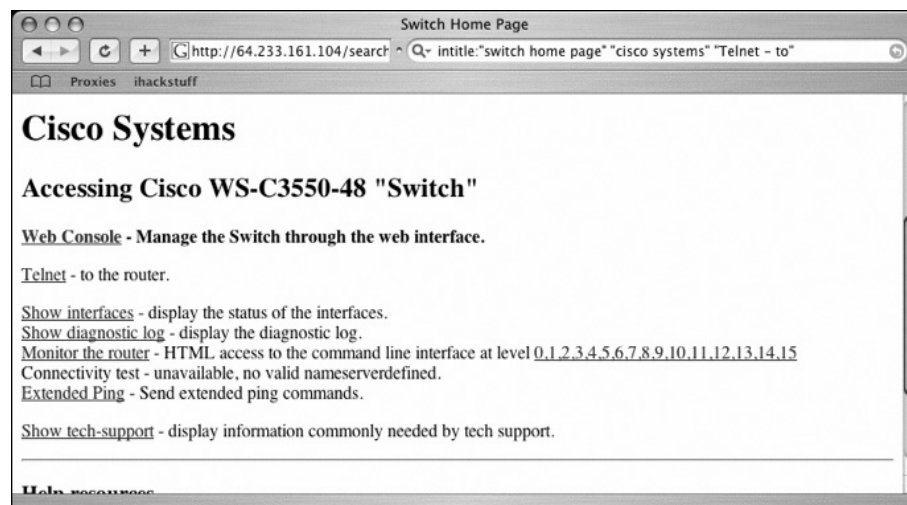 Switch Home Page
http://64.233.161.104/search intitle:"switch home page" "cisco systems" "Telnet – to"
Proxies ihackstuff
Cisco Systems
Accessing Cisco WS-C3550-48 "Switch"
Web Console - Manage the Switch through the web interface.
Telnet - to the router.
Show interfaces - display the status of the interfaces.
Show diagnostic log - display the diagnostic log.
Monitor the router - HTML access to the command line interface at level 0,1,2,3,4,5,6,7,8,9,10,11,12,13,14,15
Connectivity test - unavailable, no valid nameserverdefined.
Extended Ping - Send extended ping commands.
Show tech-support - display information commonly needed by tech support.
Help resources